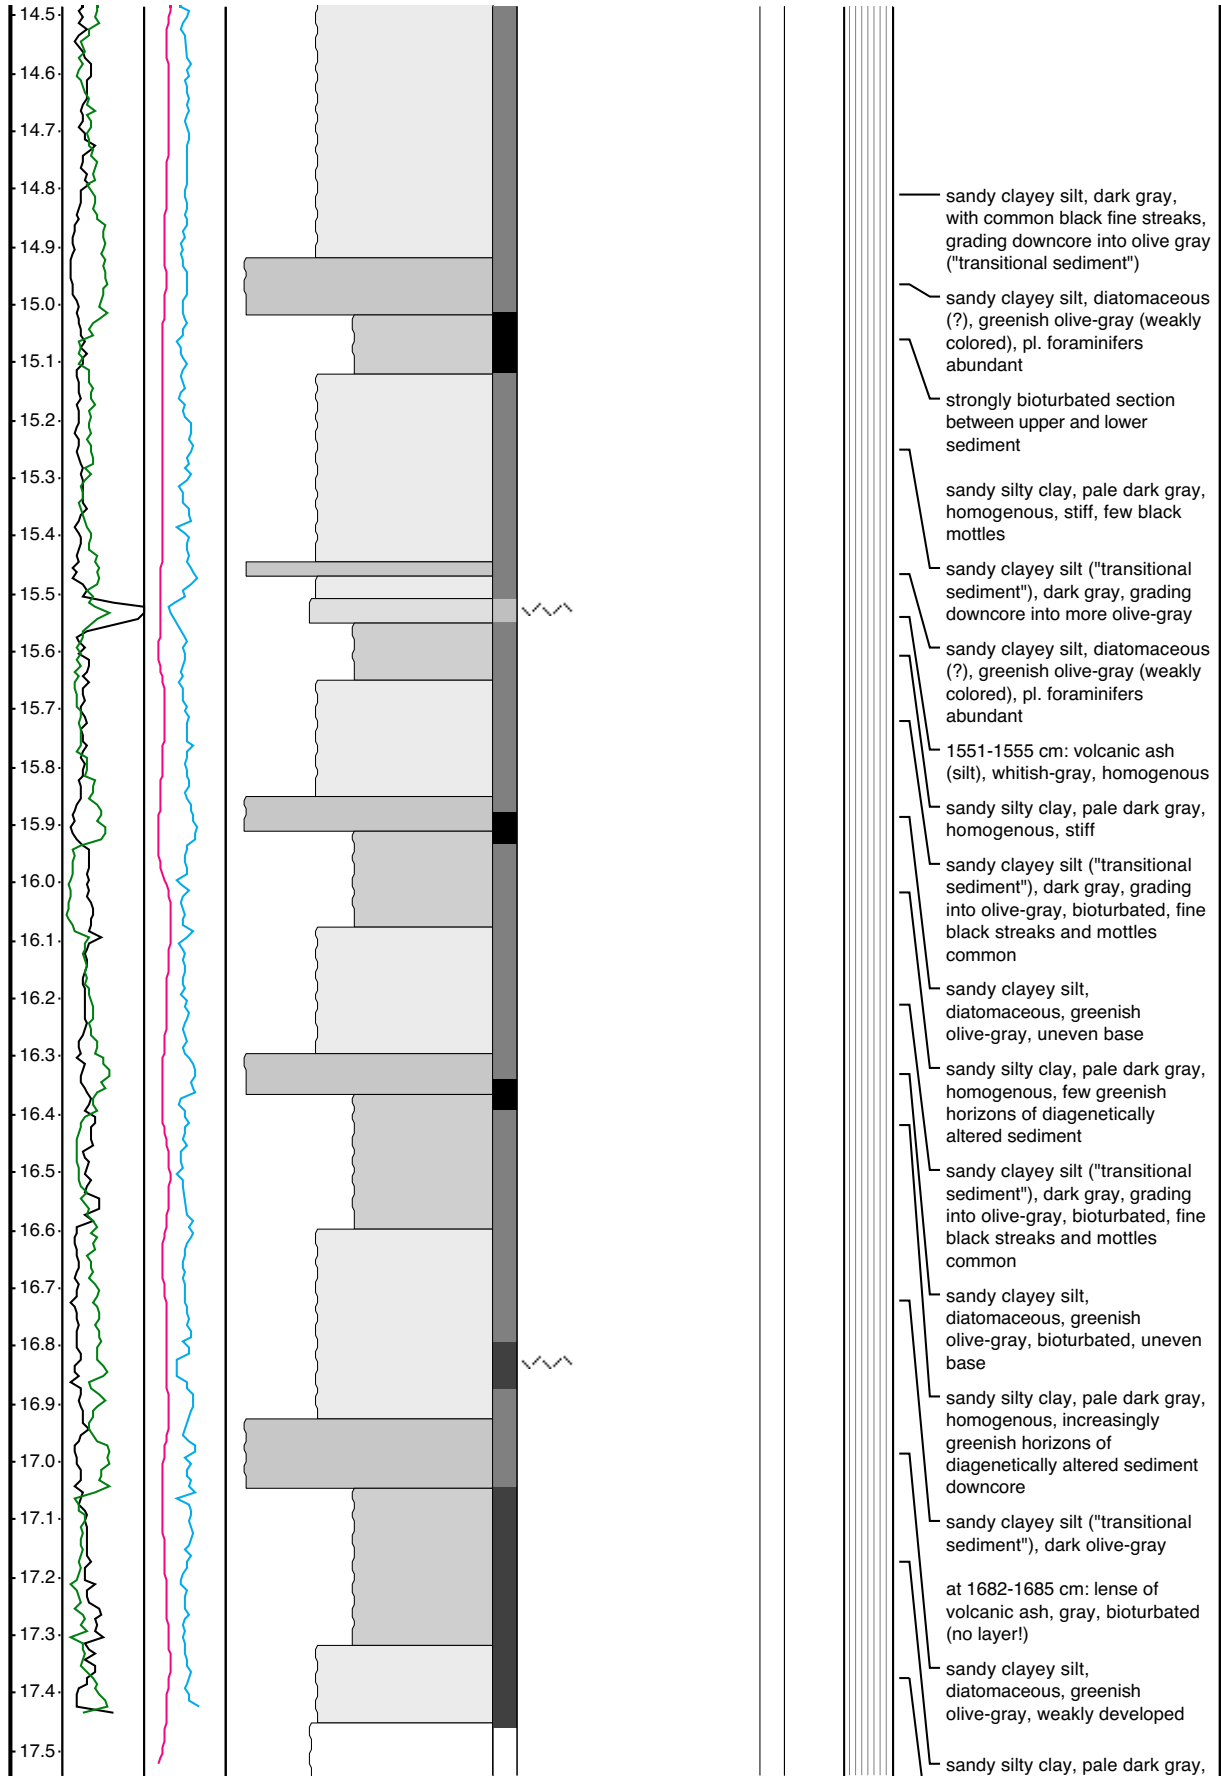 14.5
14.6
14.7
14.8
14.9
15.0
15.1
15.2
15.3
15.4
15.5
15.6
15.7
15.8
15.9
16.0
16.1
16.2
16.3
16.4
16.5
16.6
16.7
16.8
16.9
17.0
17.1
17.2
17.3
17.4
17.5
sandy clayey silt, dark gray,
with common black fine streaks,
grading downcore into olive gray
("transitional sediment")
sandy clayey silt, diatomaceous
(?), greenish olive-gray (weakly
colored), pl. foraminifers
abundant
strongly bioturbated section
between upper and lower
sediment
sandy silty clay, pale dark gray,
homogenous, stiff, few black
mottles
sandy clayey silt ("transitional
sediment"), dark gray, grading
downcore into more olive-gray
sandy clayey silt, diatomaceous
(?), greenish olive-gray (weakly
colored), pl. foraminifers
abundant
1551-1555 cm: volcanic ash
(silt), whitish-gray, homogenous
sandy silty clay, pale dark gray,
homogenous, stiff
sandy clayey silt ("transitional
sediment"), dark gray, grading
into olive-gray, bioturbated, fine
black streaks and mottles
common
sandy clayey silt,
diatomaceous, greenish
olive-gray, uneven base
sandy silty clay, pale dark gray,
homogenous, few greenish
horizons of diagenetically
altered sediment
sandy clayey silt ("transitional
sediment"), dark gray, grading
into olive-gray, bioturbated, fine
black streaks and mottles
common
sandy clayey silt,
diatomaceous, greenish
olive-gray, bioturbated, uneven
base
sandy silty clay, pale dark gray,
homogenous, increasingly
greenish horizons of
diagenetically altered sediment
downcore
sandy clayey silt ("transitional
sediment"), dark olive-gray
at 1682-1685 cm: lense of
volcanic ash, gray, bioturbated
(no layer!)
sandy clayey silt,
diatomaceous, greenish
olive-gray, weakly developed
sandy silty clay, pale dark gray,